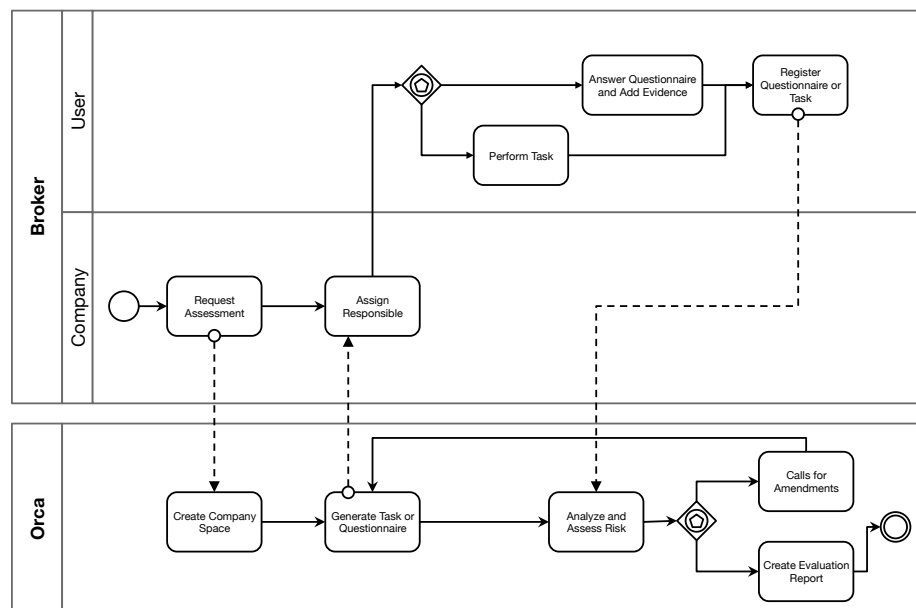 Broker
User
Answer Questionnaire
and Add Evidence
Register
Questionnaire or
Task
Perform Task
Company
Request
Assessment
Assign
Responsible
Orca
Create Company
Space
Generate Task or
Questionnaire
Analyze and
Assess Risk
Calls for
Amendments
Create Evaluation
Report